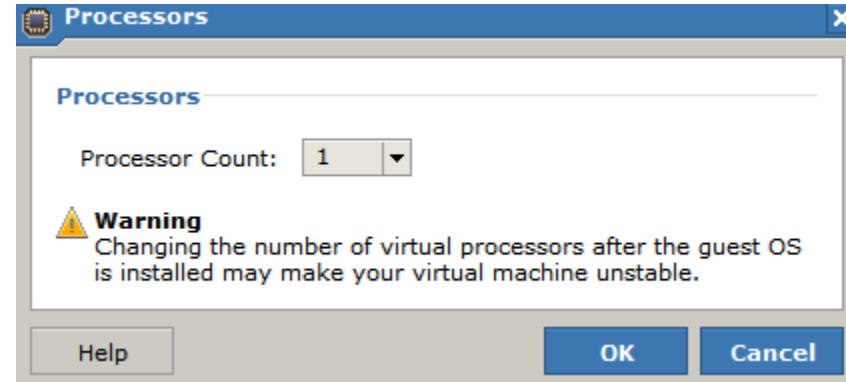 Processors
Processors
Processor Count: 1
Warning
Changing the number of virtual processors after the guest OS
is installed may make your virtual machine unstable.
Help OK Cancel